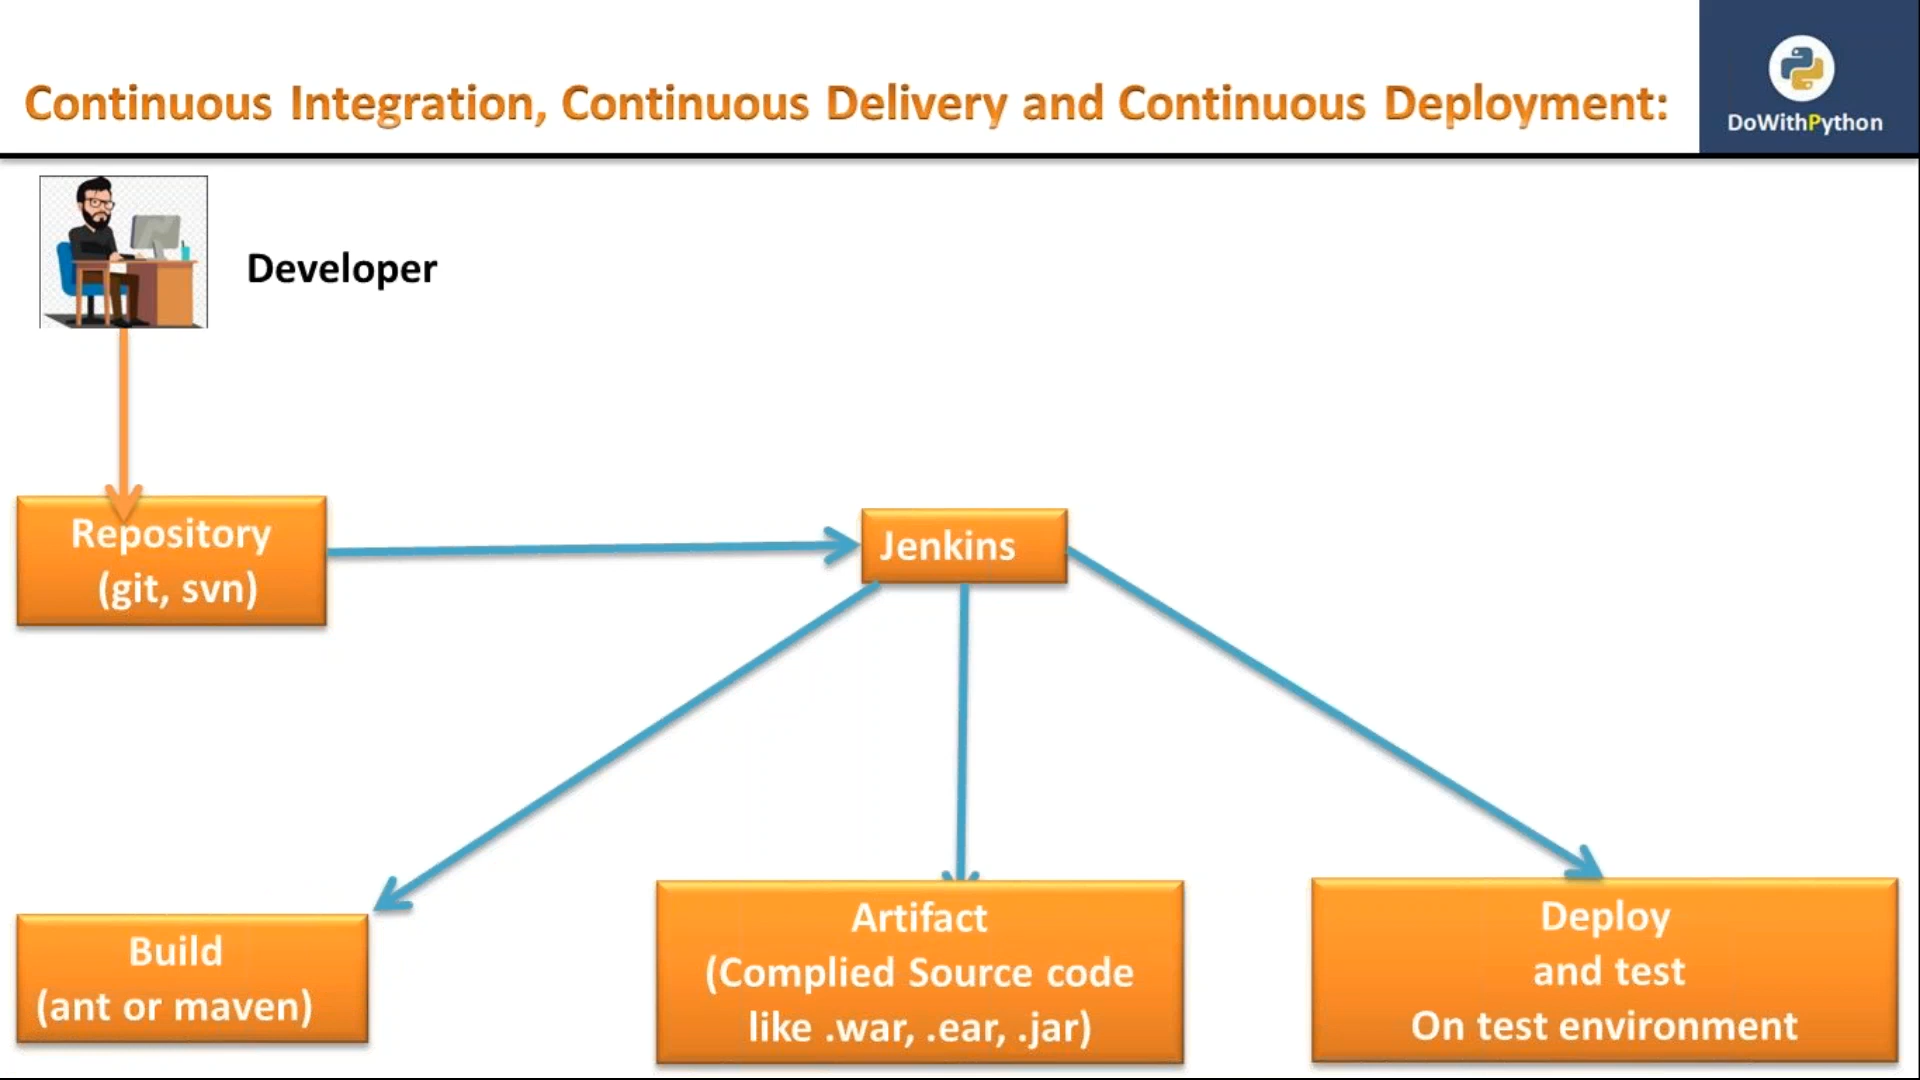 Continuous Integration, Continuous Delivery and Continuous Deployment:
DoWithPython
Developer
Repository
(git, svn)
Jenkins
Build
(ant or maven)
Artifact
(Complied Source code
like .war, .ear, .jar)
Deploy
and test
On test environment